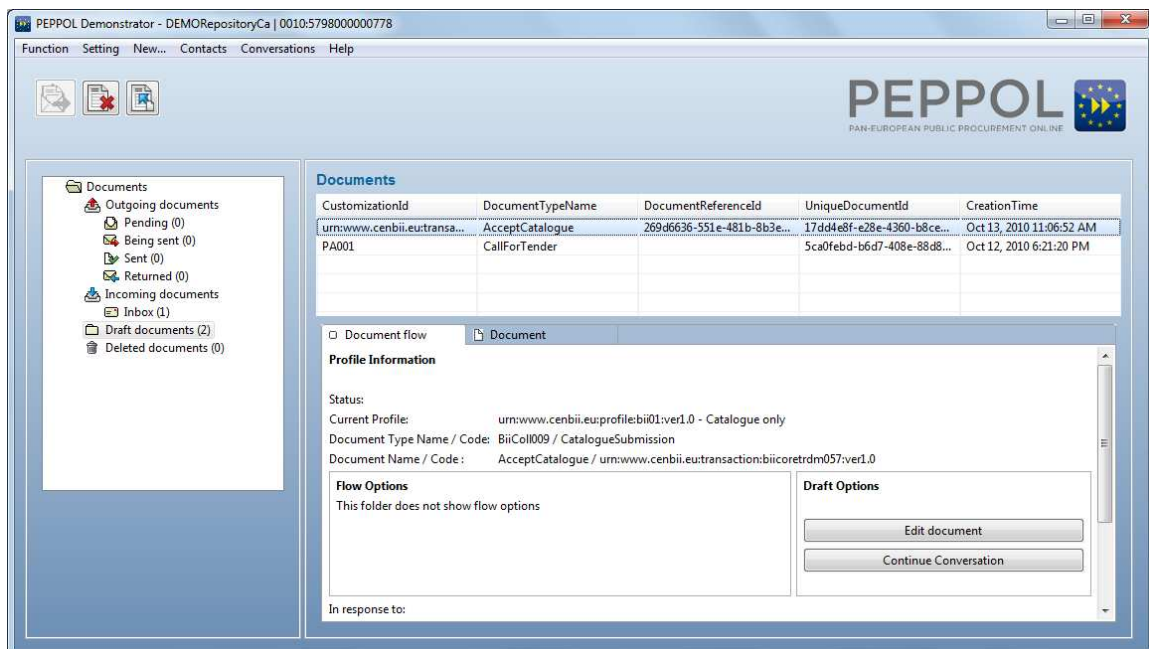 PEPPOL Demonstrator - DEMORepositoryCa | 0010:5798000000778
Function Setting New... Contacts Conversations Help
PEPPOL
PAN-EUROPEAN PUBLIC PROCUREMENT ONLINE
Documents
Outgoing documents
Pending (0)
Being sent (0)
Sent (0)
Returned (0)
Incoming documents
Inbox (1)
Draft documents (2)
Deleted documents (0)
Documents
CustomizationId DocumentTypeName DocumentReferenceId UniqueDocumentId CreationTime
urn:www.cenbii.eu:transa... AcceptCatalogue 269d6636-551e-481b-8b3e... 17dd4e8f-e28e-4360-b8ce... Oct 13, 2010 11:06:52 AM
PA001 CallForTender 5ca0febd-b6d7-408e-88d8... Oct 12, 2010 6:21:20 PM
Document flow Document
Profile Information
Status:
Current Profile: urn:www.cenbii.eu:profile:bii01:ver1.0 - Catalogue only
Document Type Name / Code: BiiColl009 / CatalogueSubmission
Document Name / Code : AcceptCatalogue / urn:www.cenbii.eu:transaction:biicoretrdm057:ver1.0
Flow Options
This folder does not show flow options
Draft Options
Edit document
Continue Conversation
In response to: